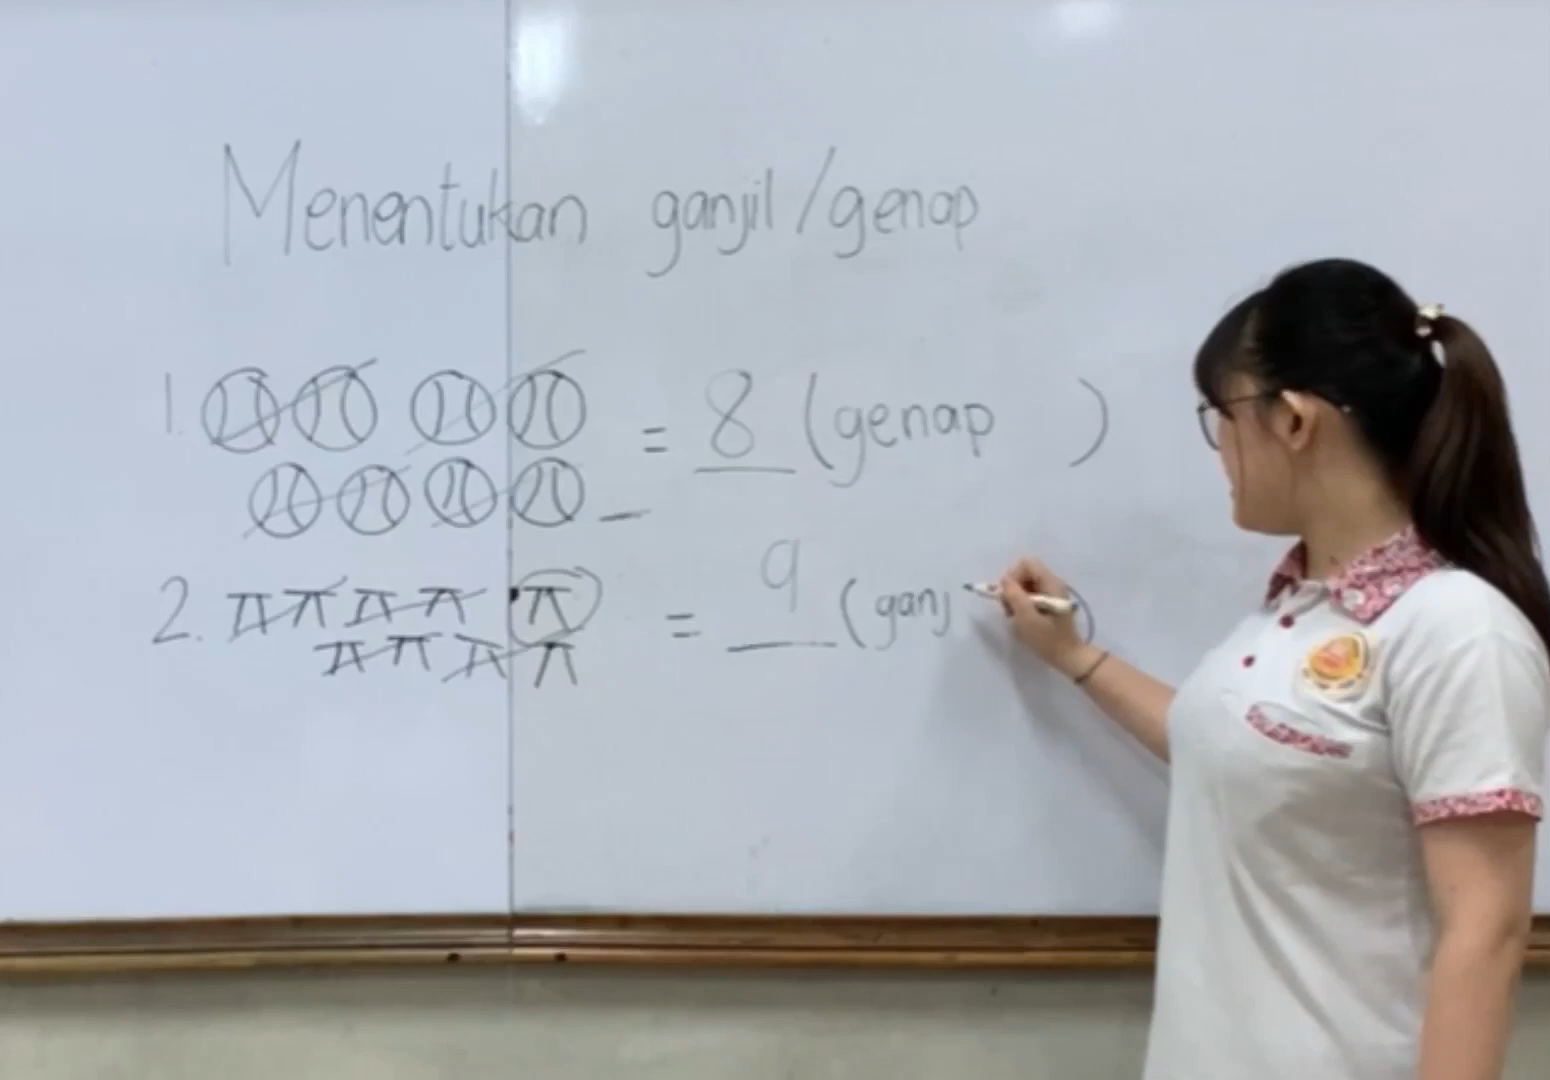 Menentukan ganjil/genap
1. = 8 (genap )
2. = 9 (ganj )